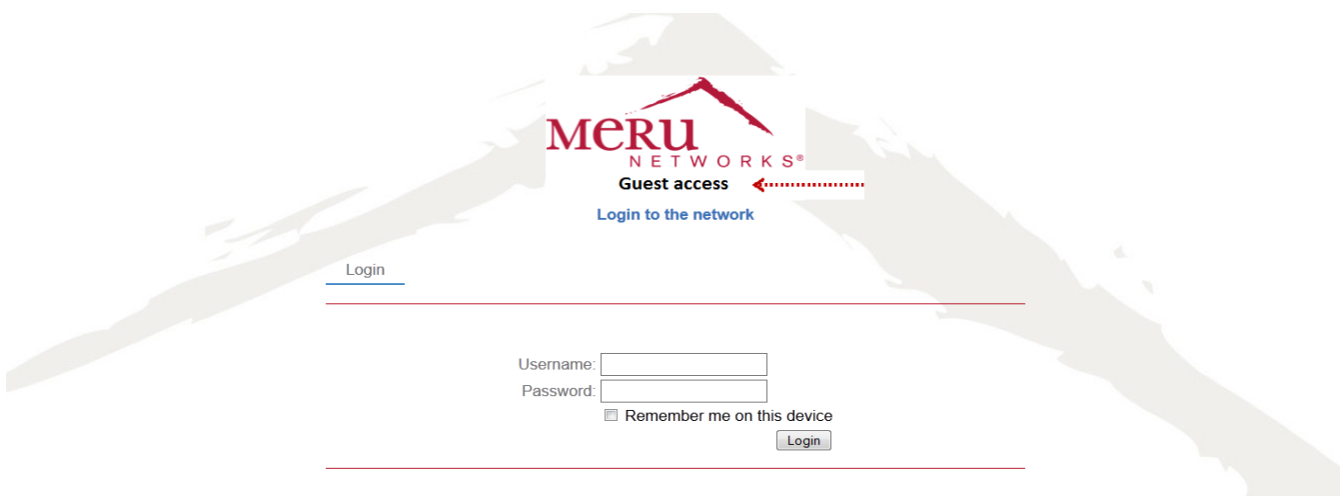 MeRU
NETWORKS®
Guest access
Login to the network
Login
Username:
Password:
Remember me on this device
Login